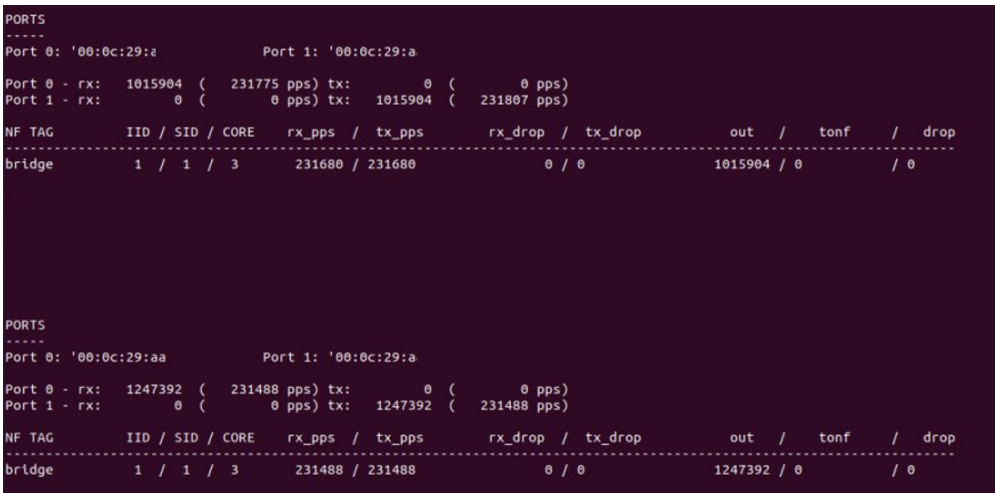 PORTS
-----
Port 0: '00:0c:29:a Port 1: '00:0c:29:a
Port 0 - rx: 1015904 ( 231775 pps) tx: 0 ( 0 pps)
Port 1 - rx: 0 ( 0 pps) tx: 1015904 ( 231807 pps)
NF TAG IID / SID / CORE rx_pps / tx_pps rx_drop / tx_drop out / tonf / drop
----------------------------------------------------------------------------------------------------------------------
bridge 1 / 1 / 3 231680 / 231680 0 / 0 1015904 / 0 / 0
PORTS
-----
Port 0: '00:0c:29:aa Port 1: '00:0c:29:a
Port 0 - rx: 1247392 ( 231488 pps) tx: 0 ( 0 pps)
Port 1 - rx: 0 ( 0 pps) tx: 1247392 ( 231488 pps)
NF TAG IID / SID / CORE rx_pps / tx_pps rx_drop / tx_drop out / tonf / drop
----------------------------------------------------------------------------------------------------------------------
bridge 1 / 1 / 3 231488 / 231488 0 / 0 1247392 / 0 / 0